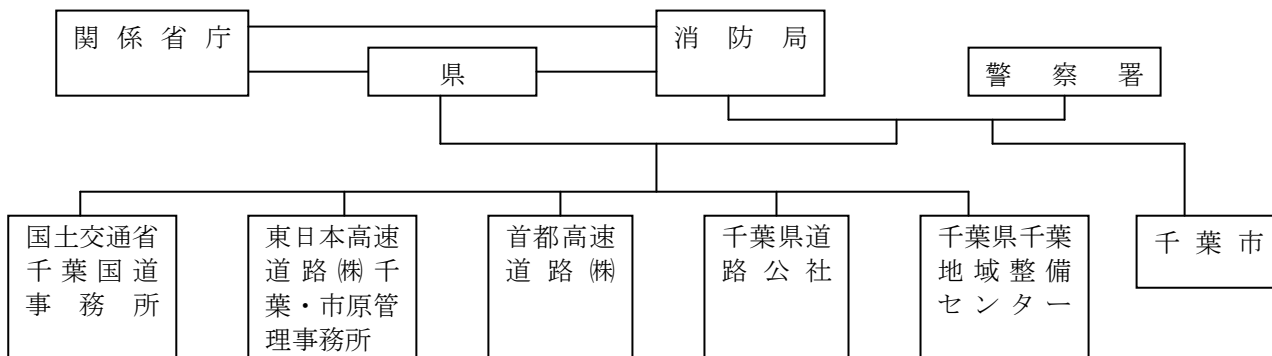 関係省庁
消防局
県
警察署
国土交通省
千葉国道
事務所
東日本高速
道路㈱千
葉・市原管
理事務所
首都高速
道路㈱
千葉県道
路公社
千葉県千葉
地域整備
センター
千葉市